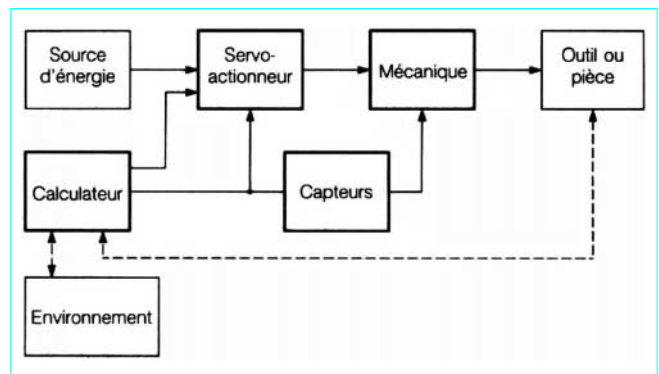 Source
d'énergie
Servo-
actionneur
Mécanique
Outil ou
pièce
Calculateur
Capteurs
Environnement